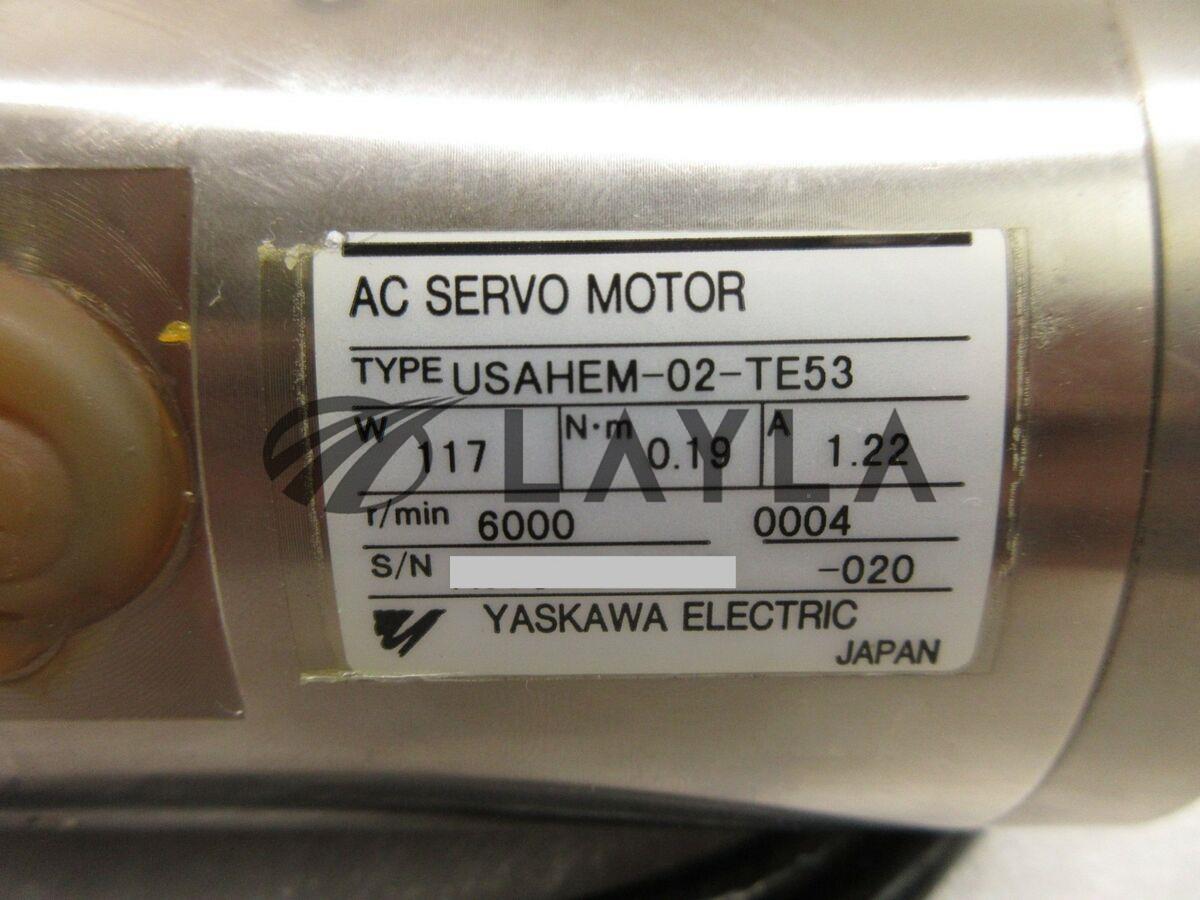 AC SERVO MOTOR
TYPE USAHEM-02-TE53
W 117 N·m 0.19 A 1.22
LAYLA
r/min 6000 0004
S/N -020
YASKAWA ELECTRIC
JAPAN